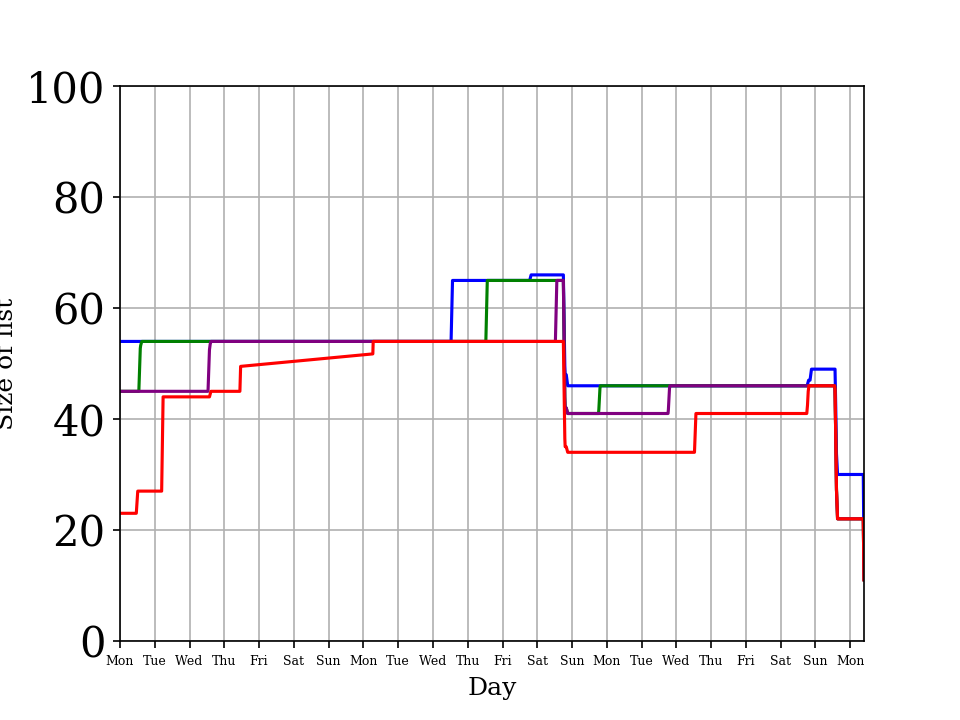 100
80
60
40
20
0
Size of list
Mon Tue Wed Thu Fri Sat Sun Mon Tue Wed Thu Fri Sat Sun Mon Tue Wed Thu Fri Sat Sun Mon
Day